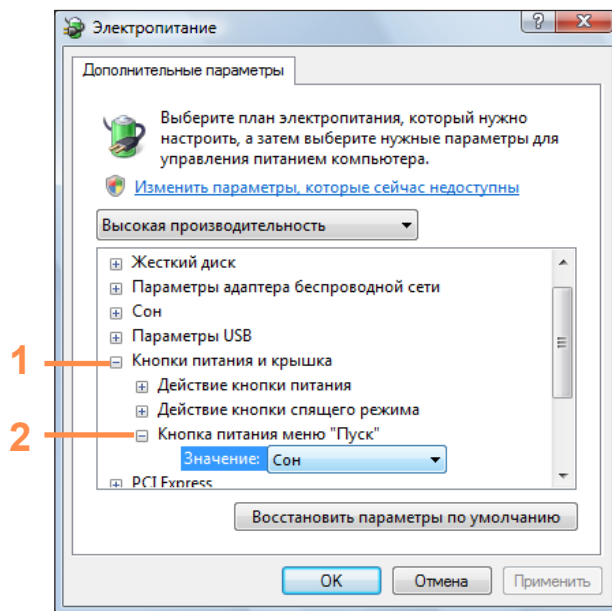 Электропитание
Дополнительные параметры
Выберите план электропитания, который нужно
настроить, а затем выберите нужные параметры для
управления питанием компьютера.
Изменить параметры, которые сейчас недоступны
Высокая производительность
Жесткий диск
Параметры адаптера беспроводной сети
Сон
Параметры USB
1 Кнопки питания и крышка
Действие кнопки питания
Действие кнопки спящего режима
2 Кнопка питания меню "Пуск"
Значение: Сон
PCI Express
Восстановить параметры по умолчанию
OK Отмена Применить